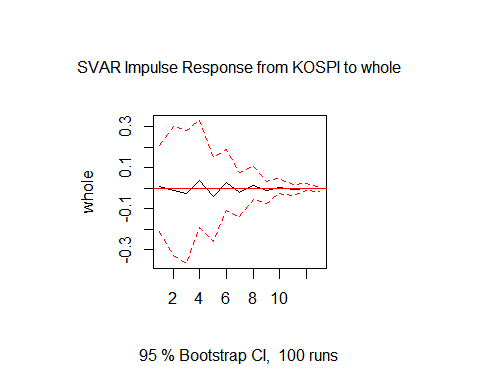 SVAR Impulse Response from KOSPI to whole
whole
0.3
0.1
-0.1
-0.3
2 4 6 8 10
95 % Bootstrap CI, 100 runs